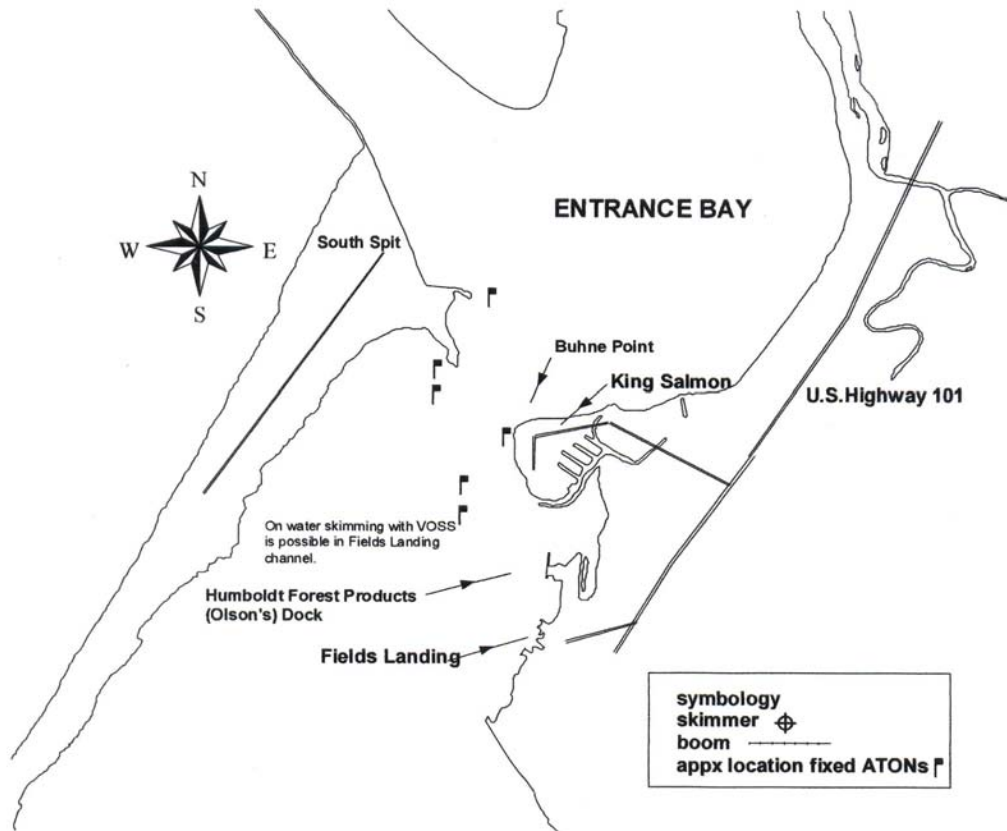 N
W
E
S
South Spit
ENTRANCE BAY
Buhne Point
King Salmon
U.S.Highway 101
On water skimming with VOSS
is possible in Fields Landing
channel.
Humboldt Forest Products
(Olson's) Dock
Fields Landing
symbology
skimmer
boom
appx location fixed ATONs